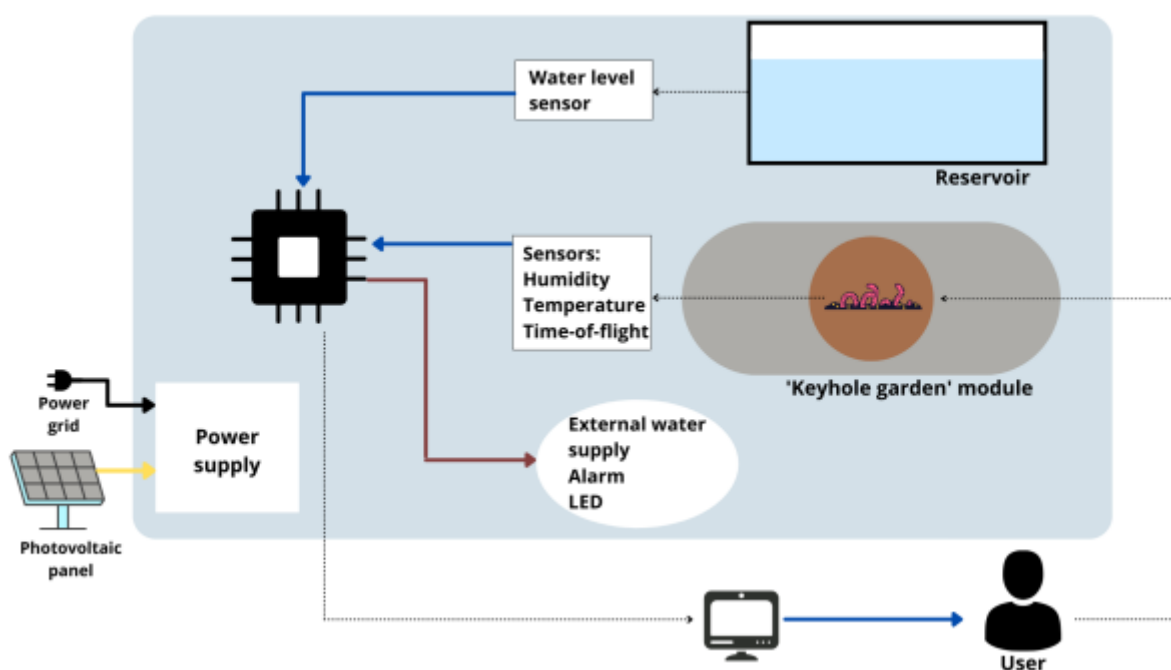 Water level
sensor
Reservoir
Sensors:
Humidity
Temperature
Time-of-flight
'Keyhole garden' module
Power
grid
Power
supply
External water
supply
Alarm
LED
Photovoltaic
panel
User